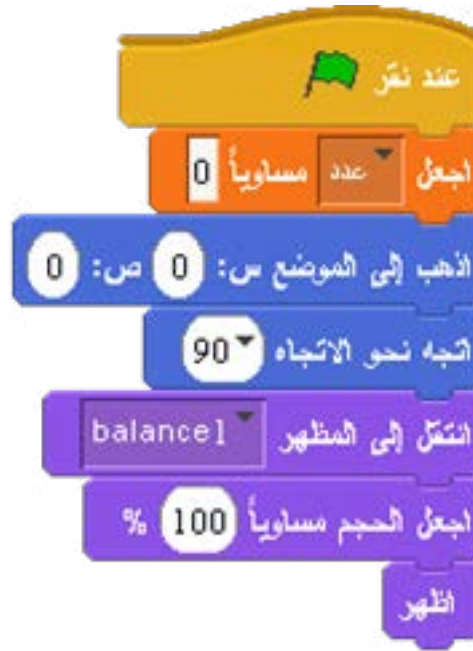 عند نقر
اجعل عدد مساوياً 0
اذهب إلى الموضع س: 0 ص: 0
اتجه نحو الاتجاه 90
انتقل إلى المظهر balance1
اجعل الحجم مساوياً 100 %
اظهر